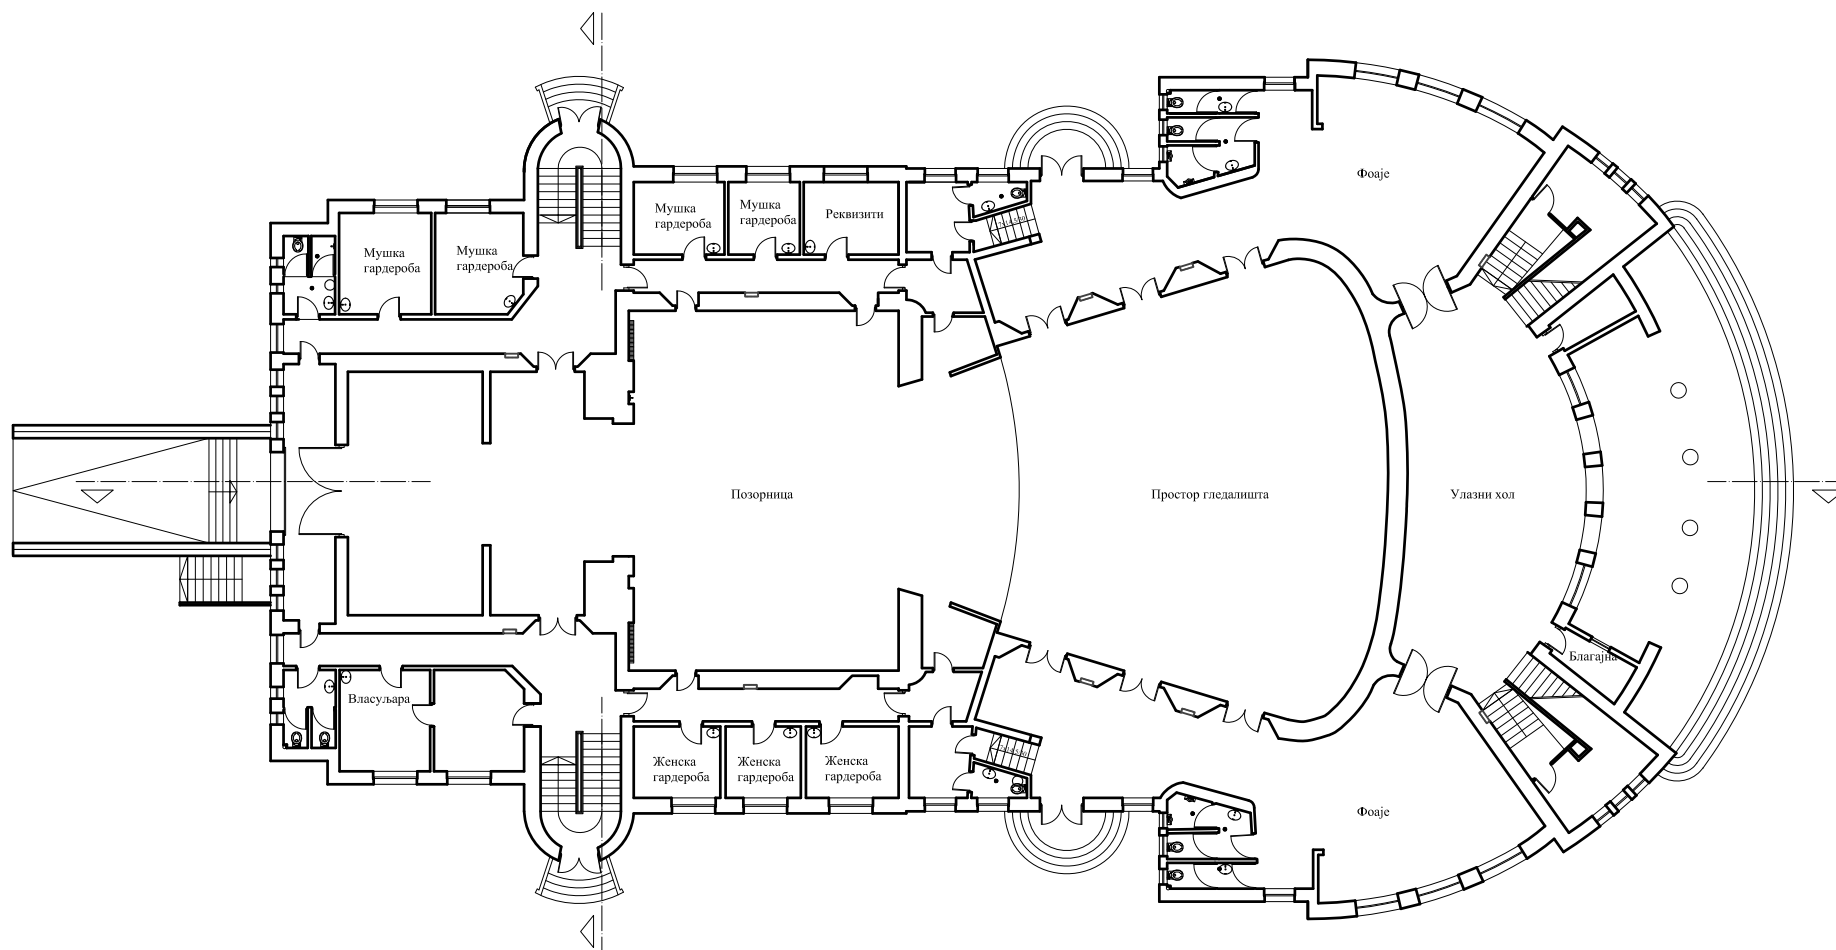 Фоаје
Мушка
гардероба
Мушка
гардероба
Реквизити
Мушка
гардероба
Мушка
гардероба
Позорница
Простор гледалишта
Улазни хол
Благајна
Власуљара
Женска
гардероба
Женска
гардероба
Женска
гардероба
Фоаје